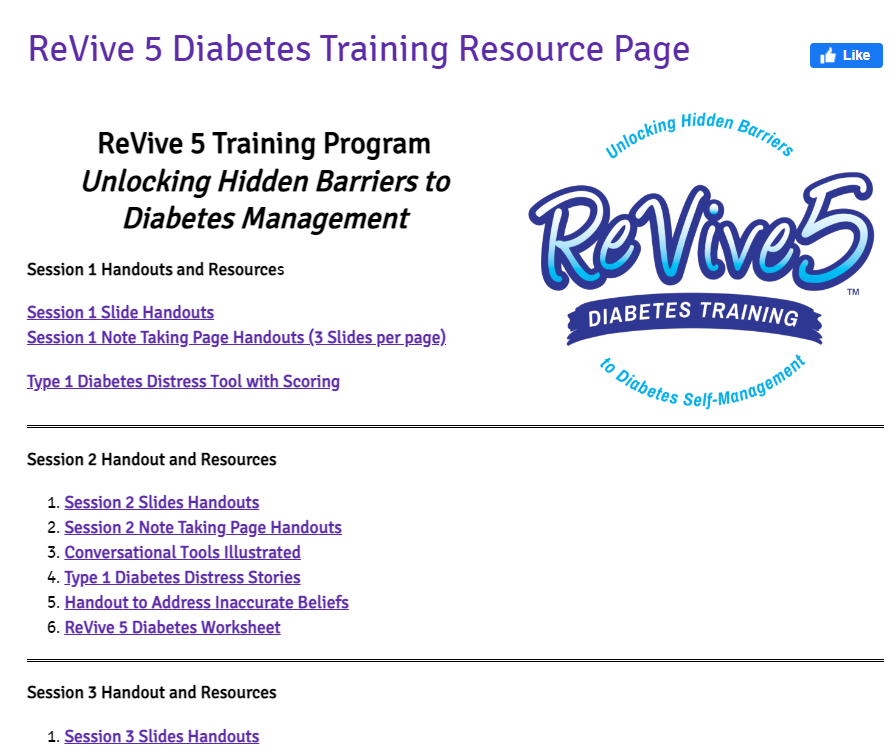 ReVive 5 Diabetes Training Resource Page
Like
ReVive 5 Training Program
Unlocking Hidden Barriers to
Diabetes Management
Session 1 Handouts and Resources
Session 1 Slide Handouts
Session 1 Note Taking Page Handouts (3 Slides per page)
Type 1 Diabetes Distress Tool with Scoring
Unlocking Hidden Barriers
ReVive5
TM
DIABETES TRAINING
to Diabetes Self-Management
Session 2 Handout and Resources
1. Session 2 Slides Handouts
2. Session 2 Note Taking Page Handouts
3. Conversational Tools Illustrated
4. Type 1 Diabetes Distress Stories
5. Handout to Address Inaccurate Beliefs
6. ReVive 5 Diabetes Worksheet
Session 3 Handout and Resources
1. Session 3 Slides Handouts